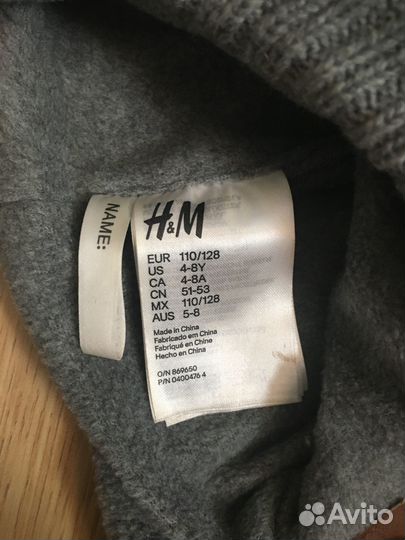 NAME:
H&M
EUR 110/128
US 4-8Y
CA 4-8A
CN 51-53
MX 110/128
AUS 5-8
Made in China
Fabricado em China
Fabriqué en China
Hecho en China
O/N 869650
P/N 0400476 4
Avito